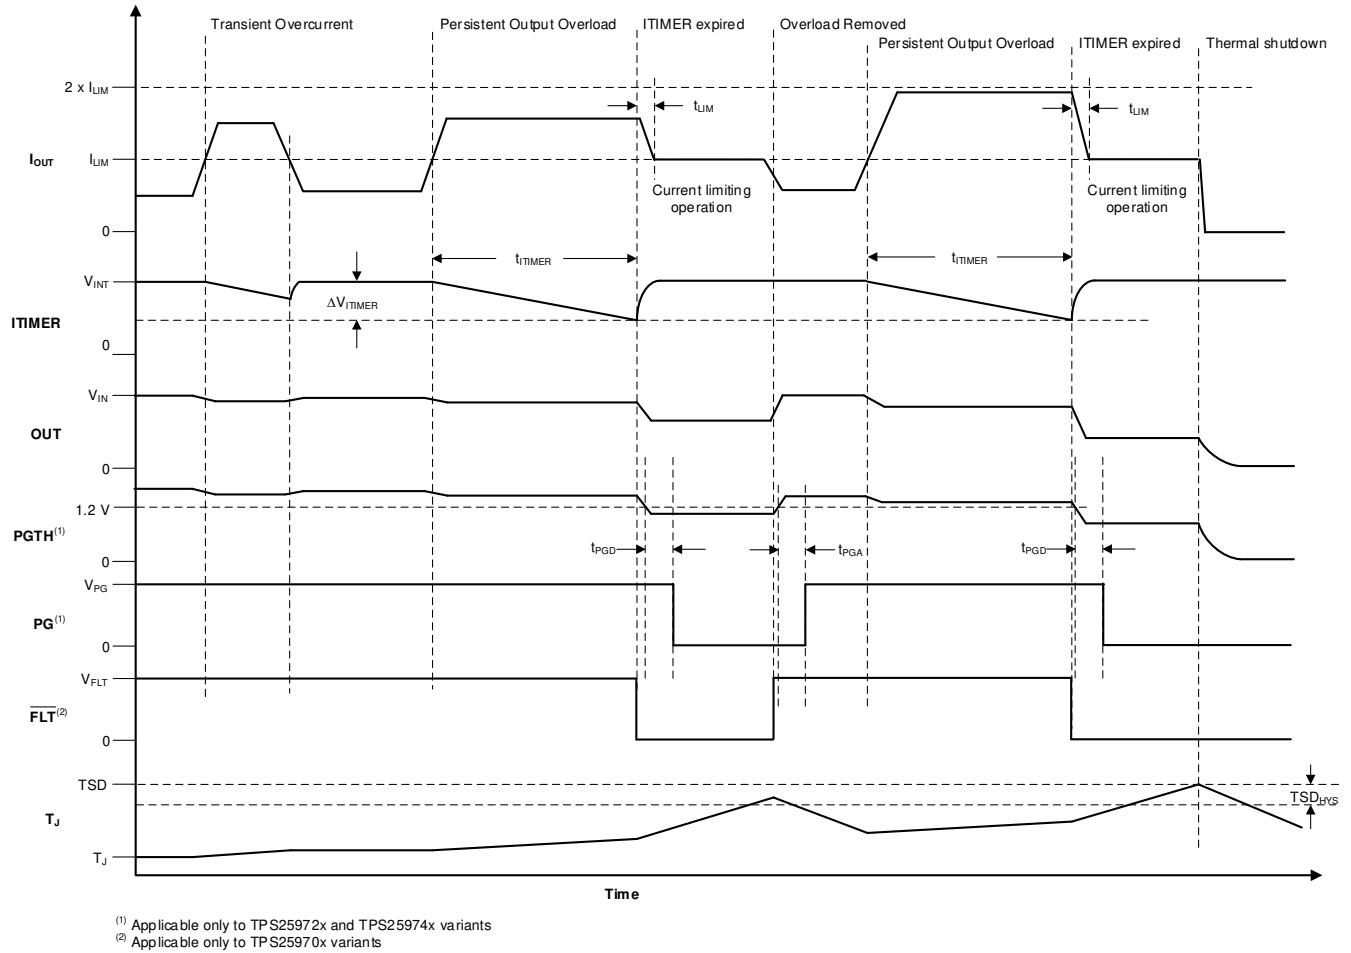 Transient Overcurrent
Persistent Output Overload
ITIMER expired
Overload Removed
Persistent Output Overload
ITIMER expired
Thermal shutdown
2 x ILIM
tLIM
tLIM
IOUT
ILIM
Current limiting
operation
Current limiting
operation
0
VINT
tITIMER
tITIMER
ΔVITIMER
ITIMER
0
VIN
OUT
0
1.2 V
PGTH(1)
tPGD
tPGA
tPGD
0
VPG
PG(1)
0
VFLT
FLT(2)
0
TSD
TSDHYS
TJ
TJ
Time
(1) Applicable only to TPS25972x and TPS25974x variants
(2) Applicable only to TPS25970x variants